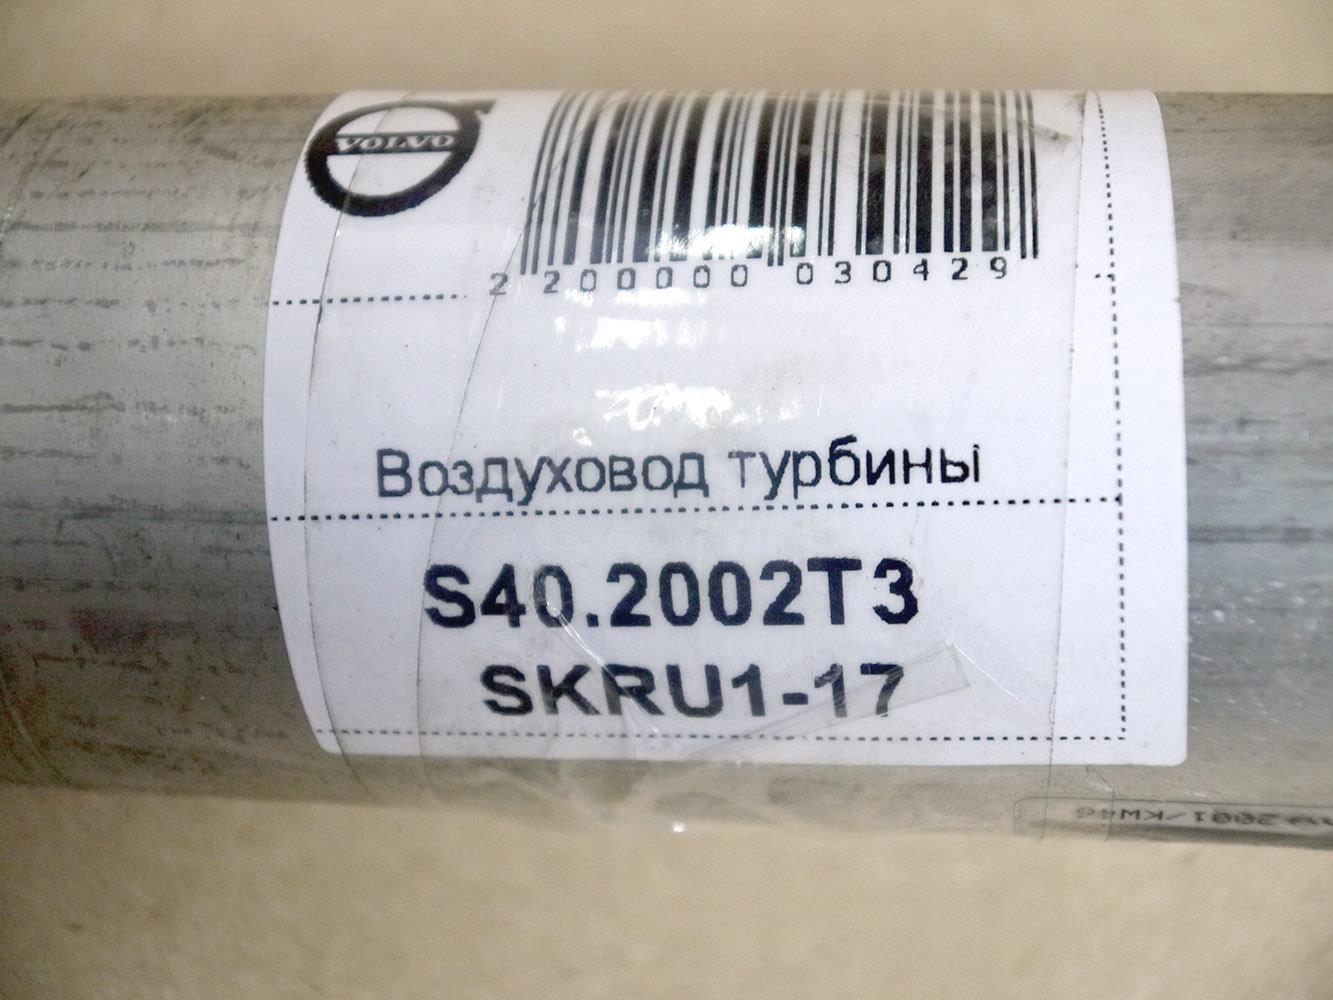 VOLVO
2 200000 030429
Воздуховод турбины
S40.2002T3
SKRU1-17